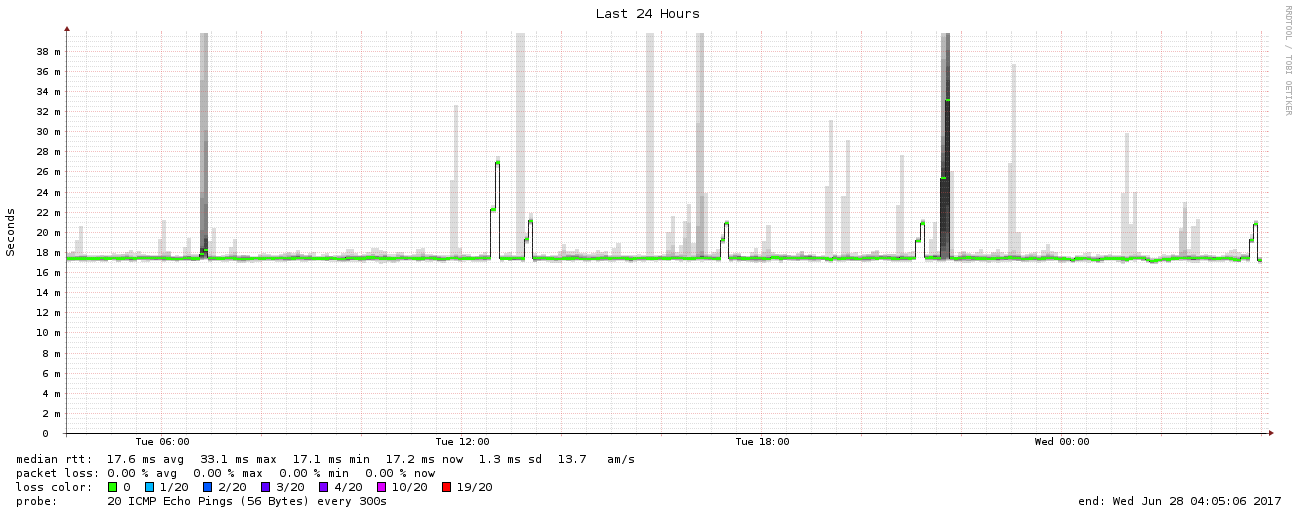 Last 24 Hours
RRDTOOL / TOBI OETIKER
Seconds
38 m
36 m
34 m
32 m
30 m
28 m
26 m
24 m
22 m
20 m
18 m
16 m
14 m
12 m
10 m
8 m
6 m
4 m
2 m
0
Tue 06:00 Tue 12:00 Tue 18:00 Wed 00:00
median rtt: 17.6 ms avg 33.1 ms max 17.1 ms min 17.2 ms now 1.3 ms sd 13.7 am/s
packet loss: 0.00 % avg 0.00 % max 0.00 % min 0.00 % now
loss color: 0 1/20 2/20 3/20 4/20 10/20 19/20
probe: 20 ICMP Echo Pings (56 Bytes) every 300s end: Wed Jun 28 04:05:06 2017